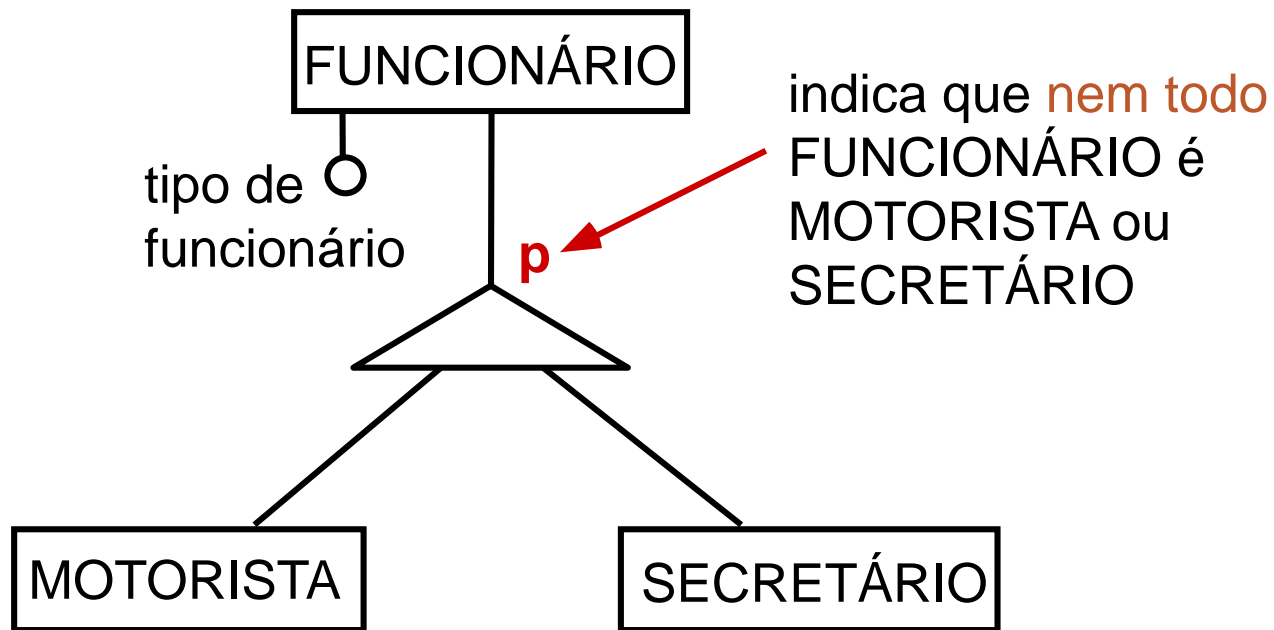 FUNCIONÁRIO
indica que nem todo
FUNCIONÁRIO é
MOTORISTA ou
SECRETÁRIO
tipo de
funcionário
p
MOTORISTA
SECRETÁRIO